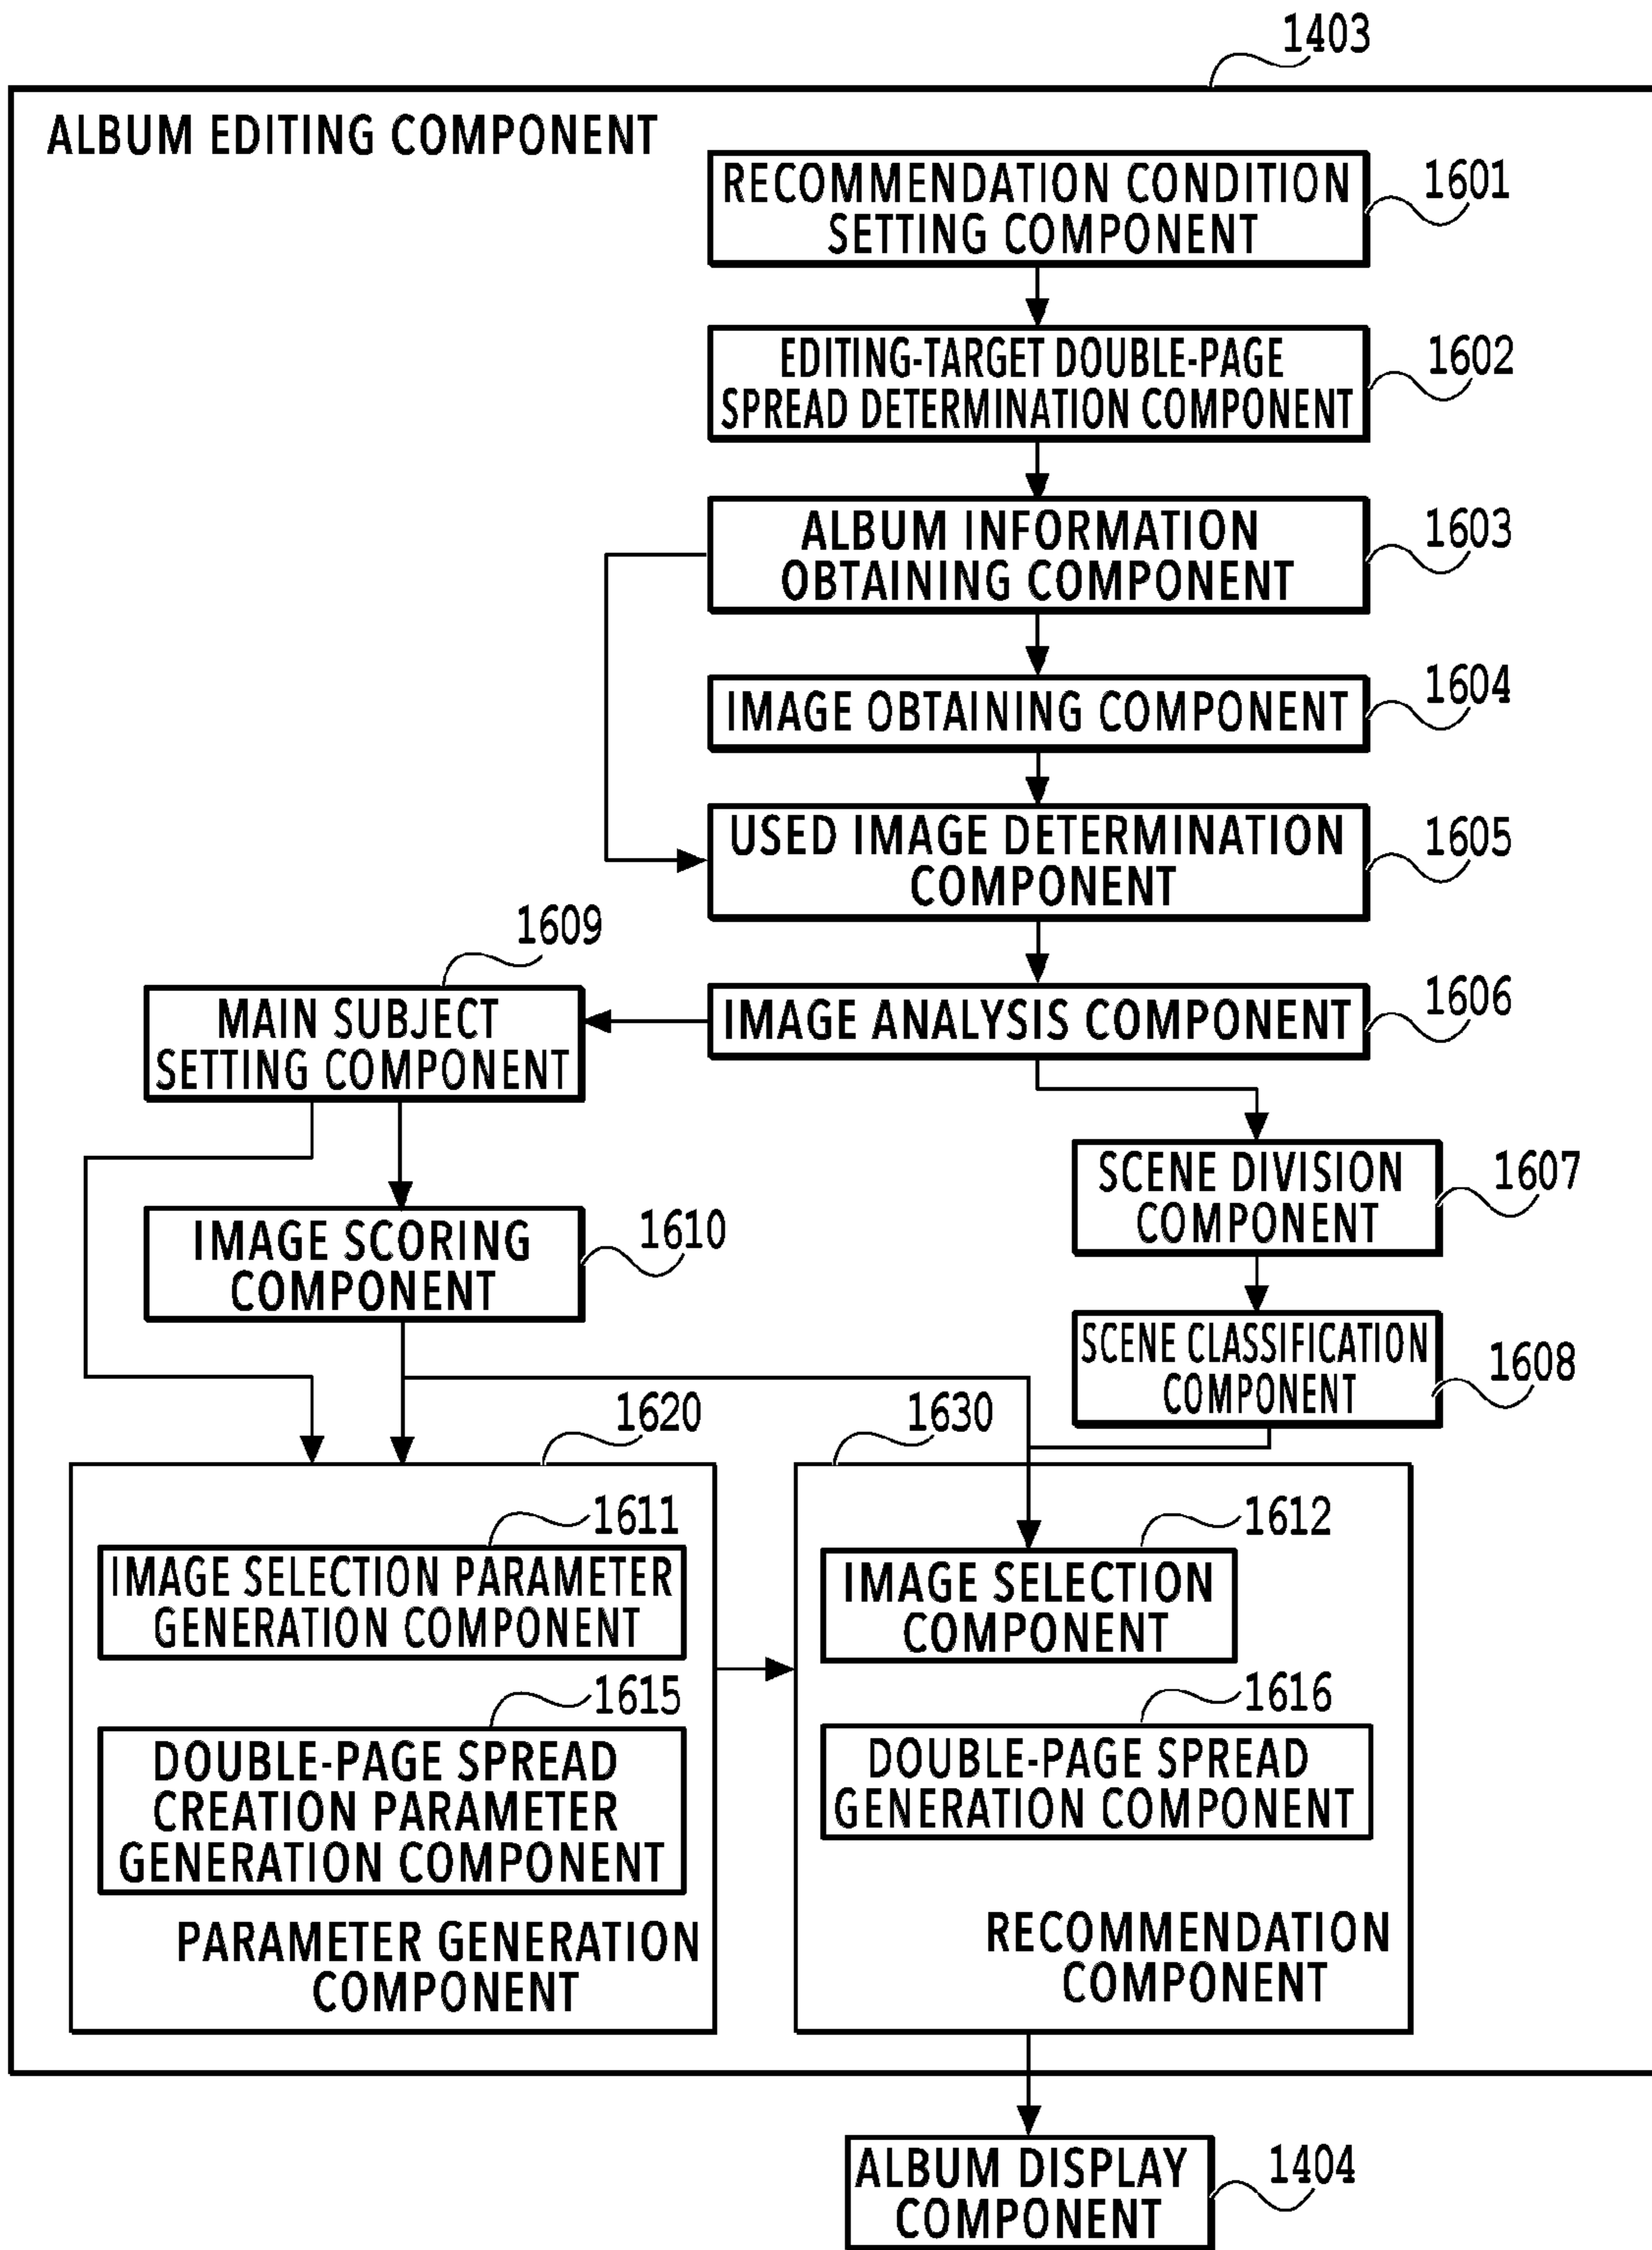 1403
ALBUM EDITING COMPONENT
RECOMMENDATION CONDITION
SETTING COMPONENT
1601
EDITING-TARGET DOUBLE-PAGE
SPREAD DETERMINATION COMPONENT
1602
ALBUM INFORMATION
OBTAINING COMPONENT
1603
IMAGE OBTAINING COMPONENT
1604
USED IMAGE DETERMINATION
COMPONENT
1605
1609
MAIN SUBJECT
SETTING COMPONENT
IMAGE ANALYSIS COMPONENT
1606
SCENE DIVISION
COMPONENT
1607
IMAGE SCORING
COMPONENT
1610
SCENE CLASSIFICATION
COMPONENT
1608
1620
1630
1611
IMAGE SELECTION PARAMETER
GENERATION COMPONENT
1612
IMAGE SELECTION
COMPONENT
1615
DOUBLE-PAGE SPREAD
CREATION PARAMETER
GENERATION COMPONENT
1616
DOUBLE-PAGE SPREAD
GENERATION COMPONENT
PARAMETER GENERATION
COMPONENT
RECOMMENDATION
COMPONENT
ALBUM DISPLAY
COMPONENT
1404